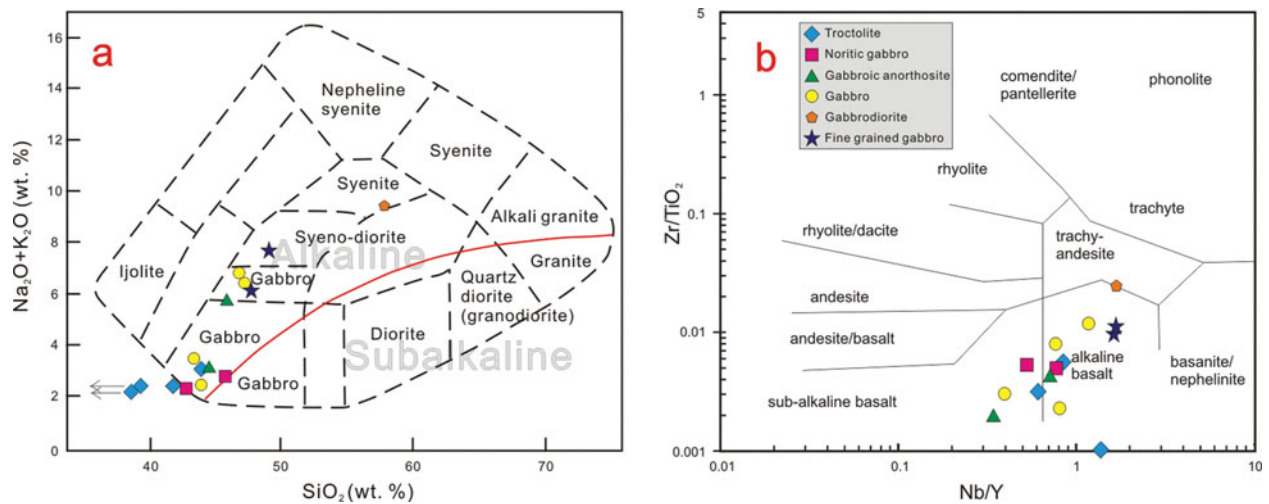 a
Na2O+K2O (wt. %)
16
14
12
10
8
6
4
2
0
Nepheline
syenite
Syenite
Syenite
Alkali granite
Syeno-diorite
Alkaline
Ijolite
Gabbro
Granite
Quartz
diorite
(granodiorite)
Gabbro
Diorite
Subalkaline
Gabbro
40
50
60
70
SiO2 (wt. %)
b
Zr/TiO2
5
1
0.1
0.01
0.001
Troctolite
Noritic gabbro
Gabbroic anorthosite
Gabbro
Gabbrodiorite
Fine grained gabbro
comendite/
pantellerite
phonolite
rhyolite
trachyte
rhyolite/dacite
trachy-
andesite
andesite
andesite/basalt
alkaline
basalt
basanite/
nephelinite
sub-alkaline basalt
0.01
0.1
1
10
Nb/Y